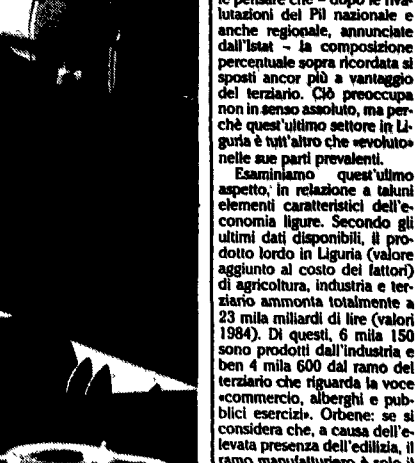 le pensare che – dopo le riva-
lutazioni del Pil nazionale e
anche regionale, annunciate
dall'Istat – la composizione
percentuale sopra ricordata si
sposti ancor più a vantaggio
del terziario. Ciò preoccupa
non in senso assoluto, ma per-
chè quest'ultimo settore in Li-
guria è tutt'altro che «evoluto»
nelle sue parti prevalenti.
Esaminiamo quest'utlmo
aspetto, in relazione a taluni
elementi caratteristici dell'e-
conomia ligure. Secondo gli
ultimi dati disponibili, il pro-
dotto lordo in Liguria (valore
aggiunto al costo dei fattori)
di agricoltura, industria e ter-
ziario ammonta totalmente a
23 mila miliardi di lire (valori
1984). Di questi, 6 mila 150
sono prodotti dall'industria e
ben 4 mila 600 dal ramo del
terziario che riguarda la voce
«commercio, alberghi e pub-
blici esercizi». Orbene: se si
considera che, a causa dell'e-
levata presenza dell'edilizia, il
ramo manufatturiero è solo il